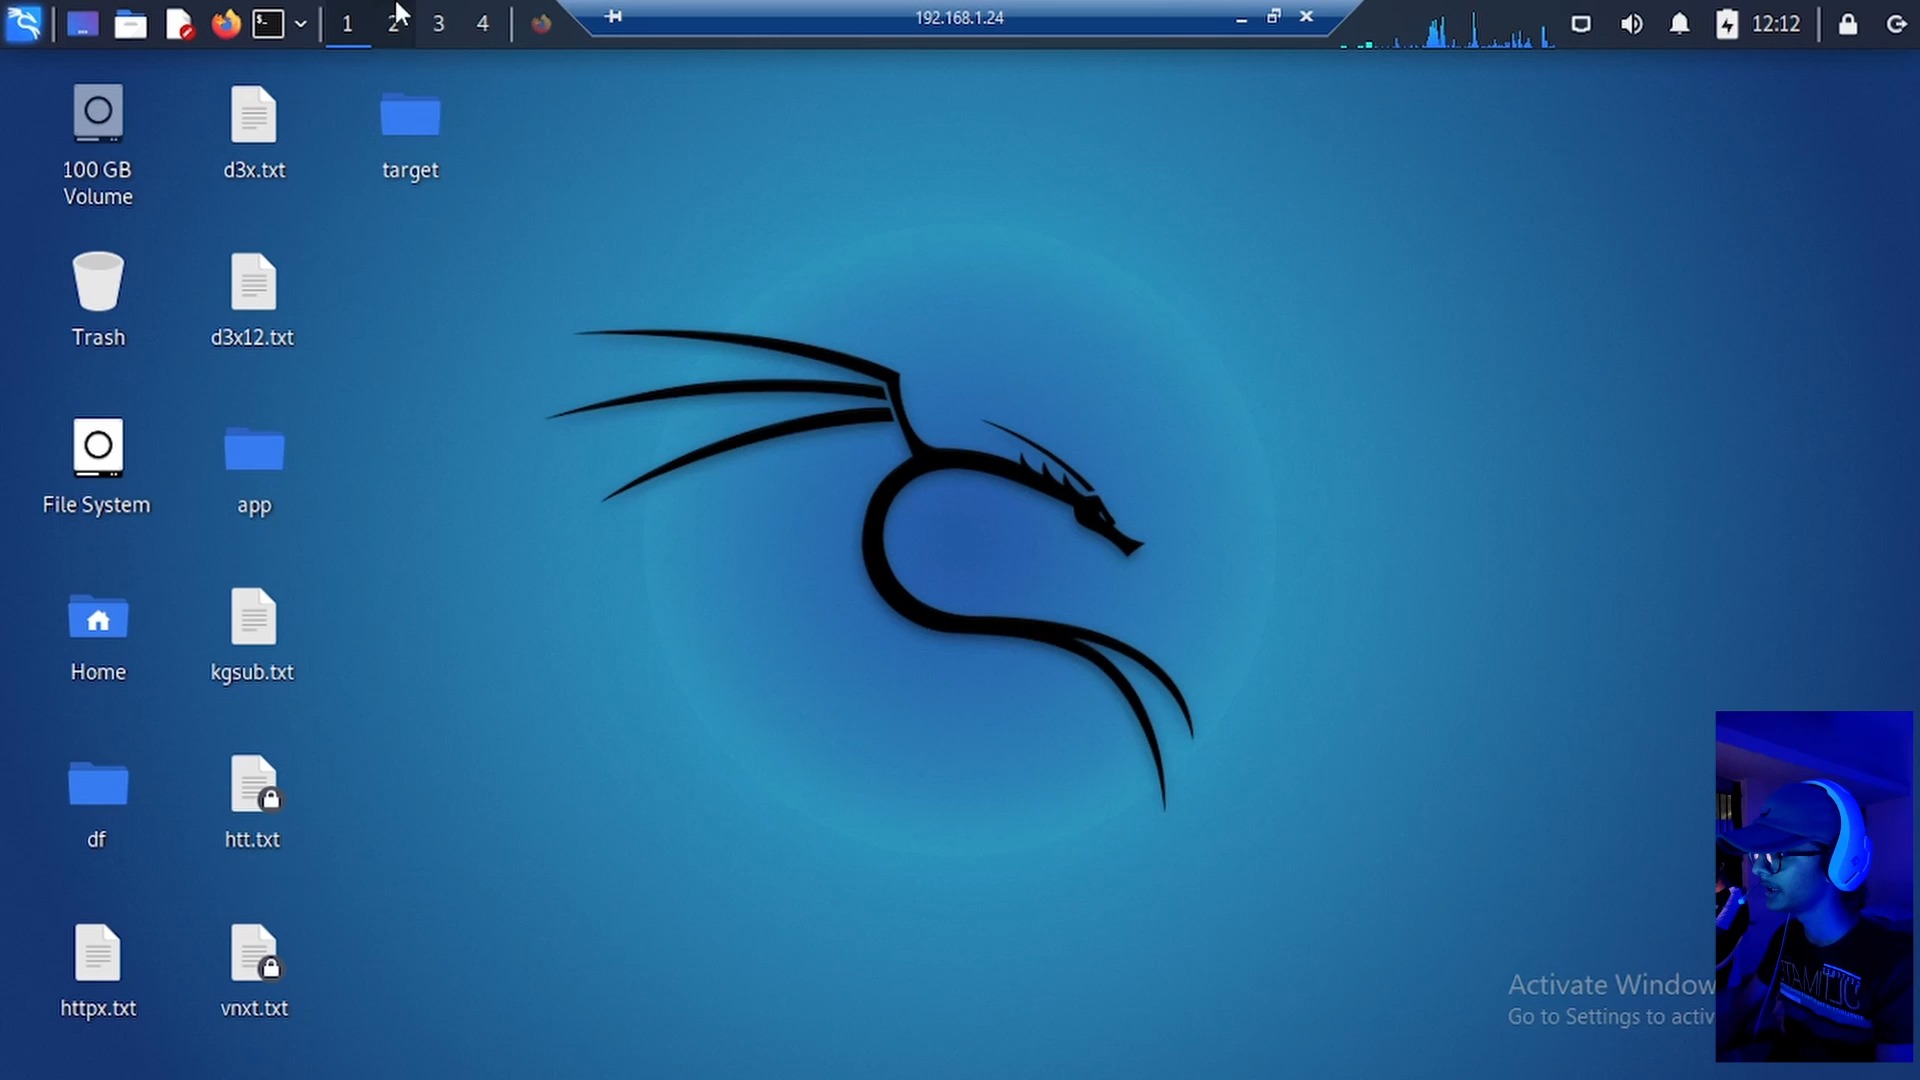 1
2
3
4
192.168.1.24
12:12
100 GB
Volume
d3x.txt
target
Trash
d3x12.txt
File System
app
Home
kgsub.txt
df
htt.txt
httpx.txt
vnxt.txt
Activate Window
Go to Settings to activ